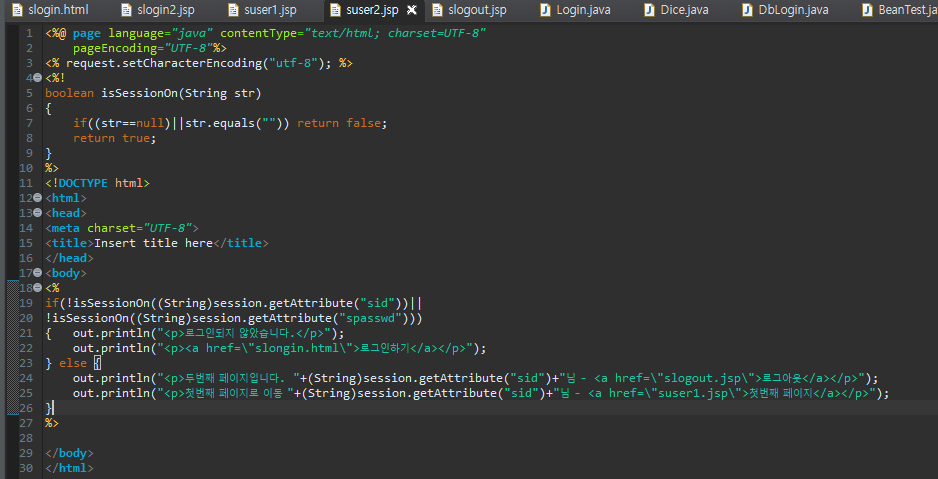 slogin.html slogin2.jsp suser1.jsp suser2.jsp slogout.jsp Login.java Dice.java DbLogin.java BeanTest.ja
1 <%@ page language="java" contentType="text/html; charset=UTF-8"
2 pageEncoding="UTF-8"%>
3 <% request.setCharacterEncoding("utf-8"); %>
4 <%!
5 boolean isSessionOn(String str)
6 {
7 if((str==null)||str.equals("")) return false;
8 return true;
9 }
10 %>
11 <!DOCTYPE html>
12 <html>
13 <head>
14 <meta charset="UTF-8">
15 <title>Insert title here</title>
16 </head>
17 <body>
18 <%
19 if(!isSessionOn((String)session.getAttribute("sid"))||
20 !isSessionOn((String)session.getAttribute("spasswd")))
21 { out.println("<p>로그인되지 않았습니다.</p>");
22 out.println("<p><a href=\"slongin.html\">로그인하기</a></p>");
23 } else {
24 out.println("<p>두번째 페이지입니다. "+(String)session.getAttribute("sid")+"님 - <a href=\"slogout.jsp\">로그아웃</a></p>");
25 out.println("<p>첫번째 페이지로 이동 "+(String)session.getAttribute("sid")+"님 - <a href=\"suser1.jsp\">첫번째 페이지</a></p>");
26 }
27 %>
28
29 </body>
30 </html>